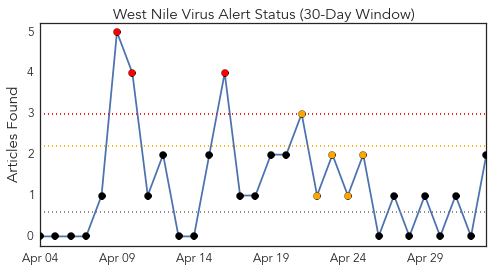 West Nile Virus Alert Status (30-Day Window)
Articles Found
5
4
3
2
1
0
Apr 04
Apr 09
Apr 14
Apr 19
Apr 24
Apr 29